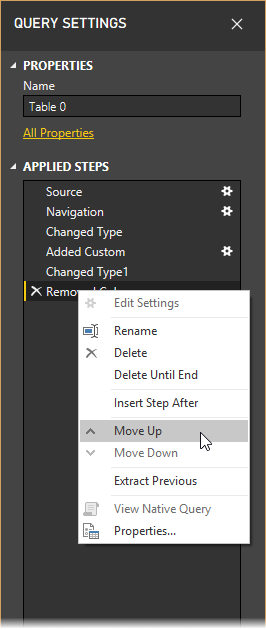 QUERY SETTINGS
PROPERTIES
Name
Table 0
All Properties
APPLIED STEPS
Source
Navigation
Changed Type
Added Custom
Changed Type1
Removed
Edit Settings
Rename
Delete
Delete Until End
Insert Step After
Move Up
Move Down
Extract Previous
View Native Query
Properties...